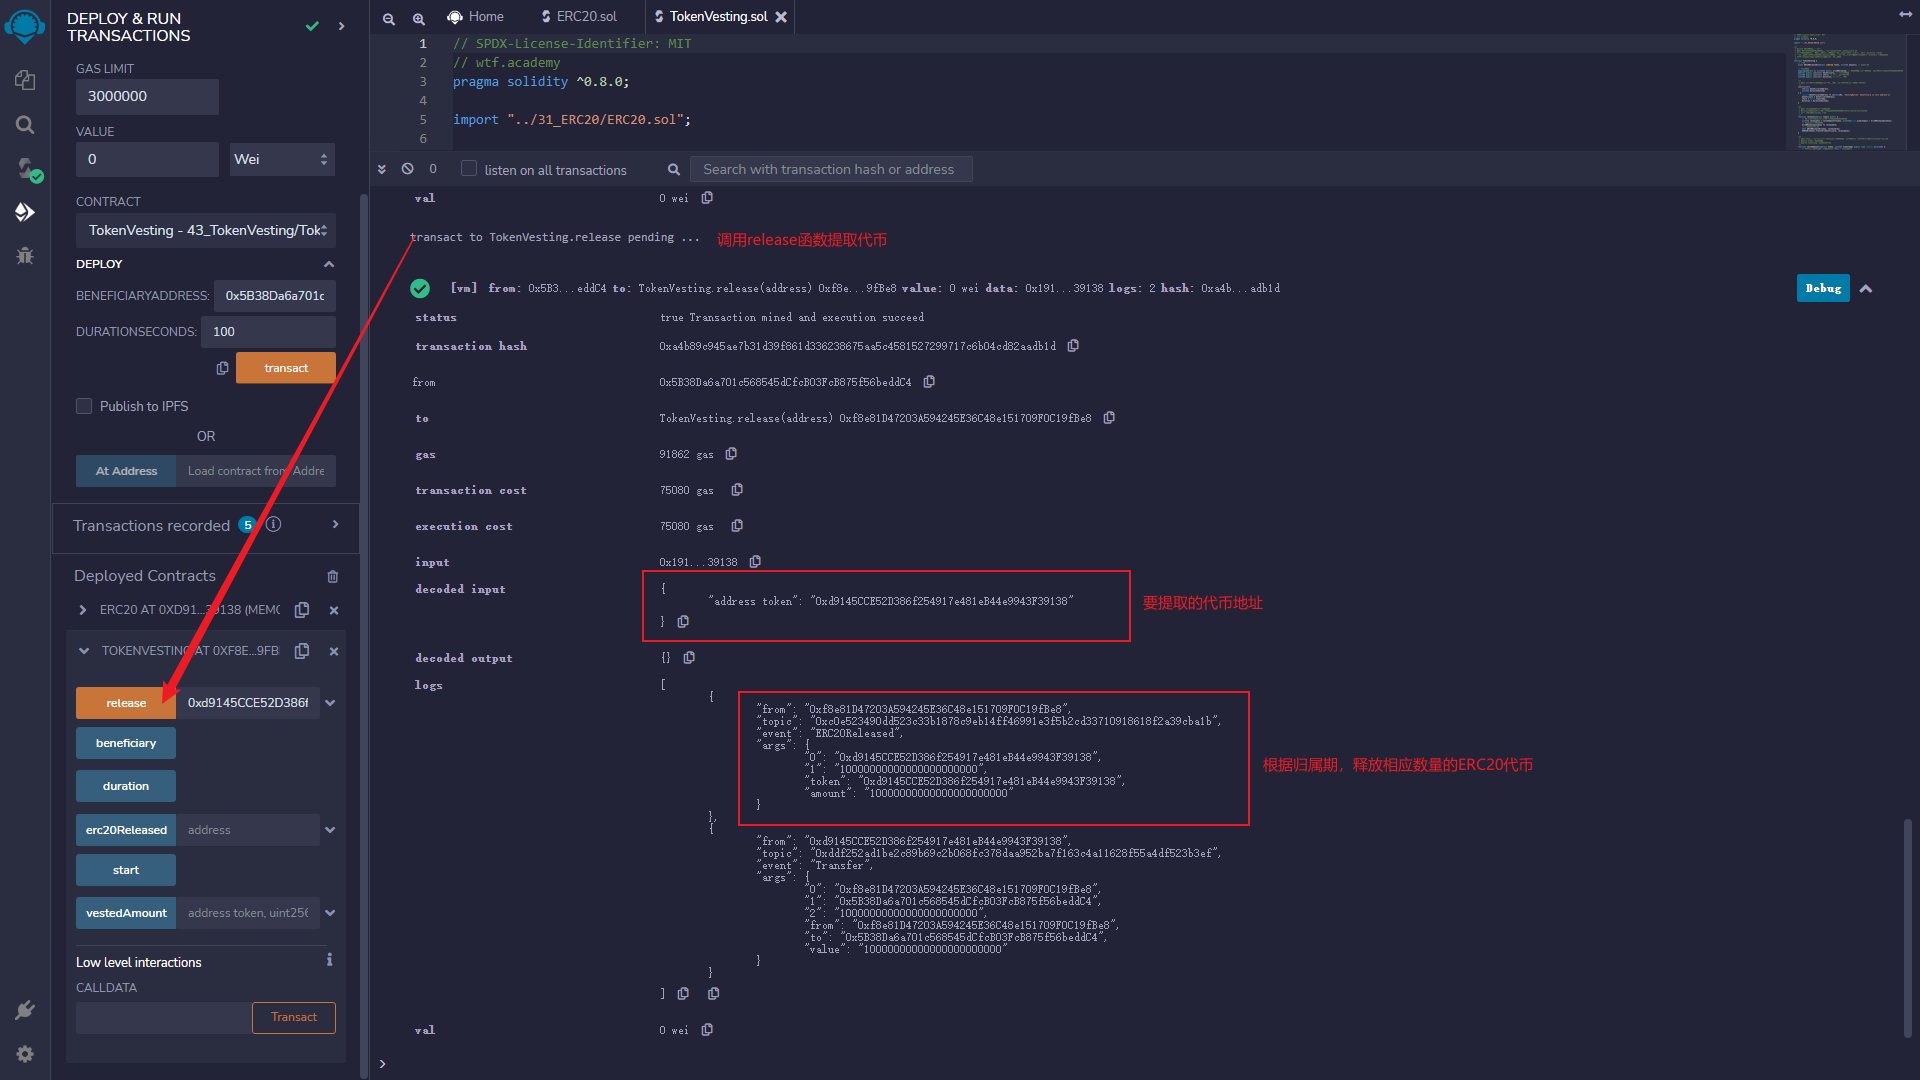 DEPLOY & RUN
TRANSACTIONS
GAS LIMIT
3000000
VALUE
0
Wei
CONTRACT
TokenVesting - 43_TokenVesting/Tok
DEPLOY
BENEFICIARYADDRESS: 0x5B38Da6a701c
DURATIONSECONDS: 100
transact
Publish to IPFS
OR
At Address Load contract from Addre
Transactions recorded 5
Deployed Contracts
ERC20 AT 0XD91...39138 (MEMO
TOKENVESTING AT 0XF8E...9FB
release 0xd9145CCE52D386f
beneficiary
duration
erc20Released address
start
vestedAmount address token, uint256
Low level interactions
CALLDATA
Transact
Home ERC20.sol TokenVesting.sol
1 // SPDX-License-Identifier: MIT
2 // wtf.academy
3 pragma solidity ^0.8.0;
4
5 import "../31_ERC20/ERC20.sol";
6
0 listen on all transactions Search with transaction hash or address
val 0 wei
transact to TokenVesting.release pending ... 调用release函数提取代币
[vm] from: 0x5B3...eddC4 to: TokenVesting.release(address) 0xf8e...9fBe8 value: 0 wei data: 0x191...39138 logs: 2 hash: 0xa4b...adb1d Debug
status true Transaction mined and execution succeed
transaction hash 0xa4b89c945ae7b31d39f861d336238675aa5c4581527299717c6b04cd82aadb1d
from 0x5B38Da6a701c568545dCfcB03FcB875f56beddC4
to TokenVesting.release(address) 0xf8e81D47203A594245E36C48e151709F0C19fBe8
gas 91862 gas
transaction cost 75080 gas
execution cost 75080 gas
input 0x191...39138
decoded input {
"address token": "0xd9145CCE52D386f254917e481eB44e9943F39138" 要提取的代币地址
}
decoded output {}
logs [
{
"from": "0xf8e81D47203A594245E36C48e151709F0C19fBe8",
"topic": "0xc0e523490dd523c33b1878c9eb14ff46991e3f5b2cd33710918618f2a39cba1b",
"event": "ERC20Released",
"args": {
"0": "0xd9145CCE52D386f254917e481eB44e9943F39138",
"1": "10000000000000000000000",
"token": "0xd9145CCE52D386f254917e481eB44e9943F39138", 根据归属期，释放相应数量的ERC20代币
"amount": "10000000000000000000000"
}
},
{
"from": "0xd9145CCE52D386f254917e481eB44e9943F39138",
"topic": "0xddf252ad1be2c89b69c2b068fc378daa952ba7f163c4a11628f55a4df523b3ef",
"event": "Transfer",
"args": {
"0": "0xf8e81D47203A594245E36C48e151709F0C19fBe8",
"1": "0x5B38Da6a701c568545dCfcB03FcB875f56beddC4",
"2": "10000000000000000000000",
"from": "0xf8e81D47203A594245E36C48e151709F0C19fBe8",
"to": "0x5B38Da6a701c568545dCfcB03FcB875f56beddC4",
"value": "10000000000000000000000"
}
}
]
val 0 wei
>